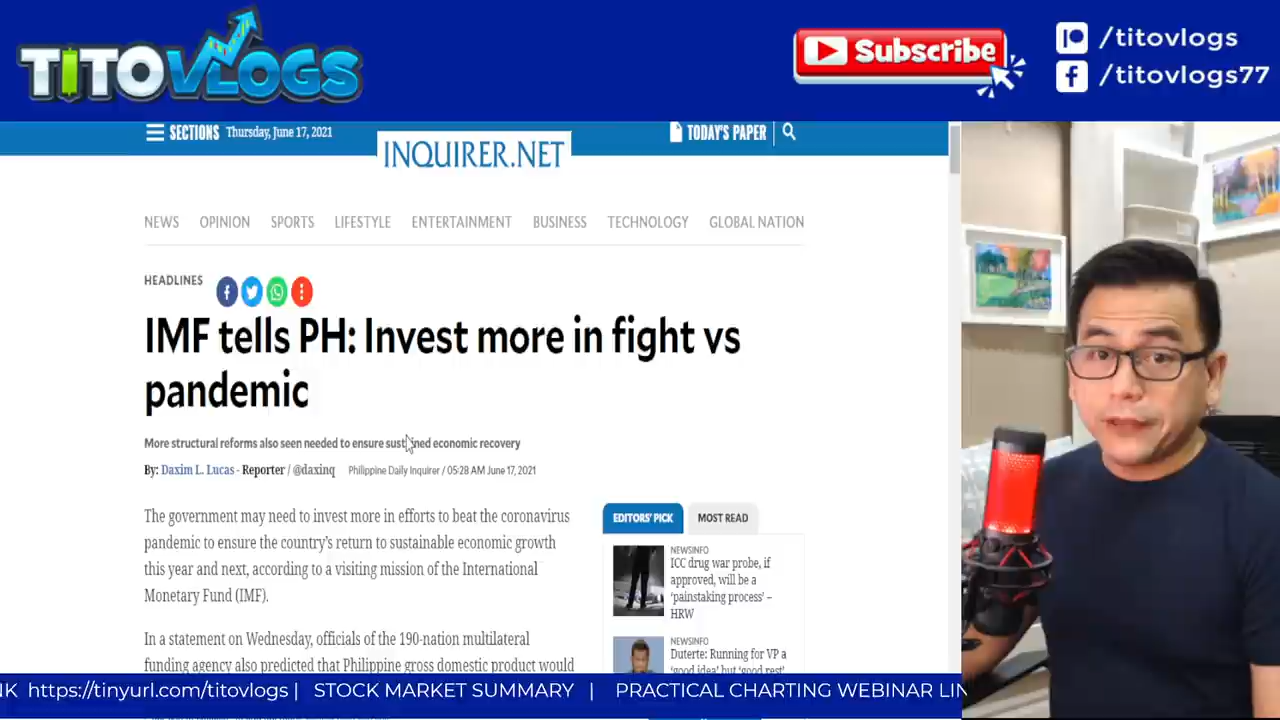 TITOVLOGS
Subscribe
/titovlogs
/titovlogs77
SECTIONS Thursday, June 17, 2021
INQUIRER.NET
TODAY'S PAPER
NEWS OPINION SPORTS LIFESTYLE ENTERTAINMENT BUSINESS TECHNOLOGY GLOBAL NATION
HEADLINES
IMF tells PH: Invest more in fight vs
pandemic
More structural reforms also seen needed to ensure sustained economic recovery
By: Daxim L. Lucas - Reporter / @daxinq Philippine Daily Inquirer / 05:28 AM June 17, 2021
The government may need to invest more in efforts to beat the coronavirus
pandemic to ensure the country's return to sustainable economic growth
this year and next, according to a visiting mission of the International
Monetary Fund (IMF).
In a statement on Wednesday, officials of the 190-nation multilateral
funding agency also predicted that Philippine gross domestic product would
EDITORS' PICK MOST READ
NEWSINFO
ICC drug war probe, if
approved, will be a
'painstaking process' –
HRW
NEWSINFO
Duterte: Running for VP a
'good idea' but 'good rest'
NK https://tinyurl.com/titovlogs | STOCK MARKET SUMMARY | PRACTICAL CHARTING WEBINAR LIN